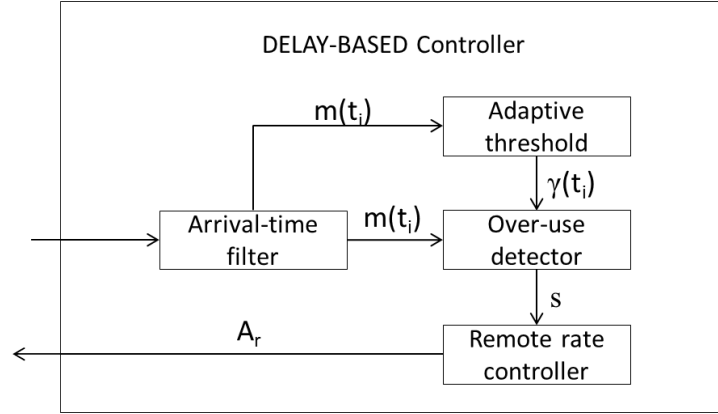 DELAY-BASED Controller
m(tᵢ)
Adaptive
threshold
γ(tᵢ)
Arrival-time
filter
m(tᵢ)
Over-use
detector
s
Aᵣ
Remote rate
controller